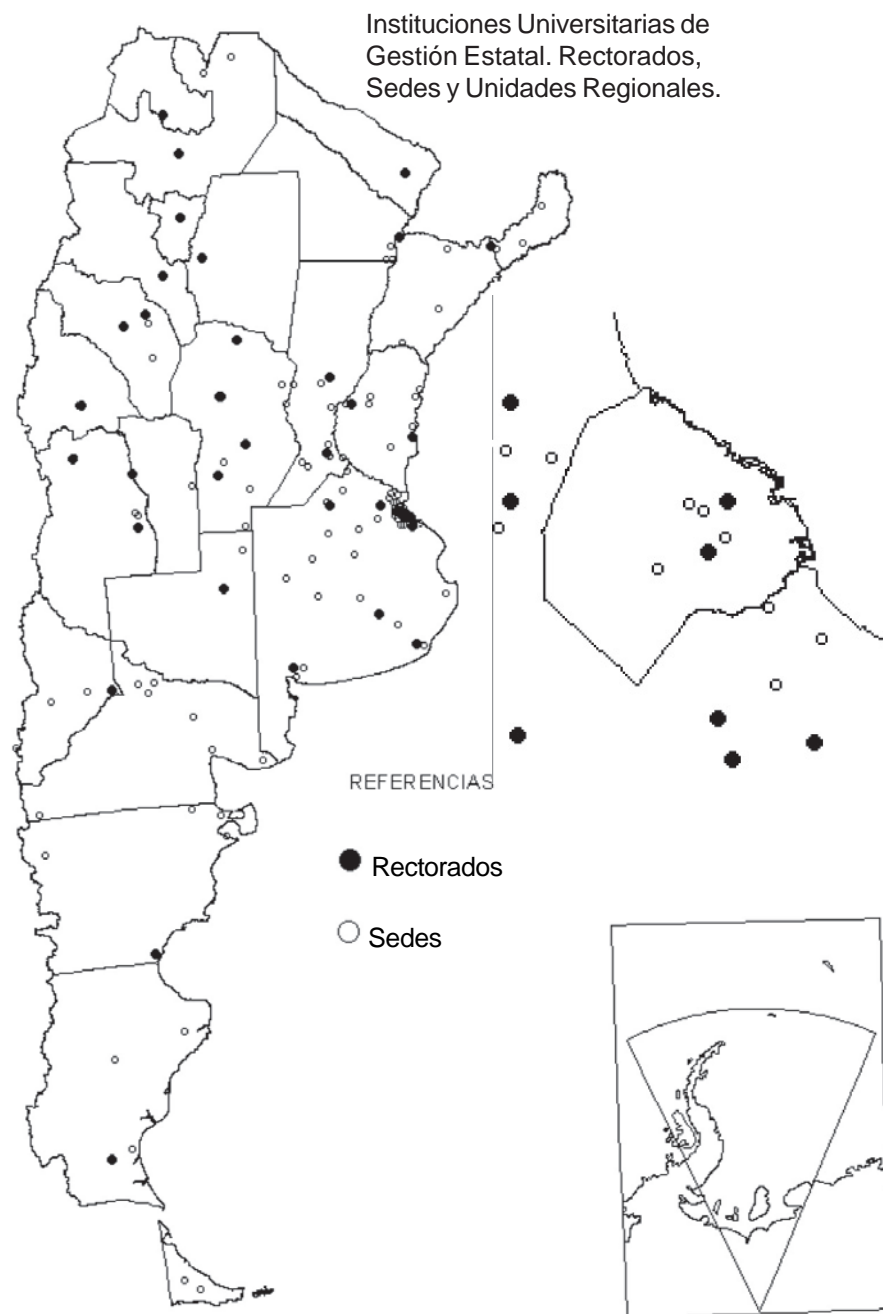 Instituciones Universitarias de
Gestión Estatal. Rectorados,
Sedes y Unidades Regionales.
REFERENCIAS
Rectorados
Sedes